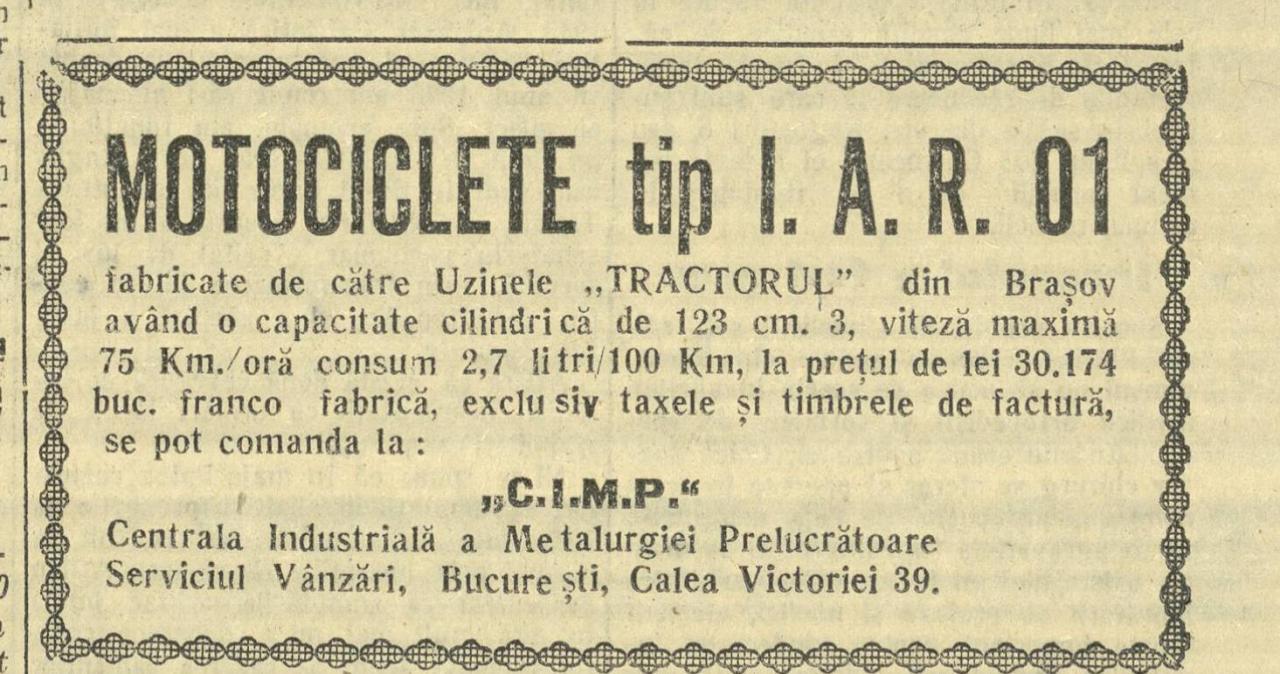 MOTOCICLETE tip I. A. R. 01
fabricate de către Uzinele „TRACTORUL” din Brașov
având o capacitate cilindrică de 123 cm. 3, viteză maximă
75 Km./oră consum 2,7 litri/100 Km, la prețul de lei 30.174
buc. franco fabrică, exclusiv taxele și timbrele de factură,
se pot comanda la :
„C.I.M.P.“
Centrala Industrială a Metalurgiei Prelucrătoare
Serviciul Vânzări, București, Calea Victoriei 39.